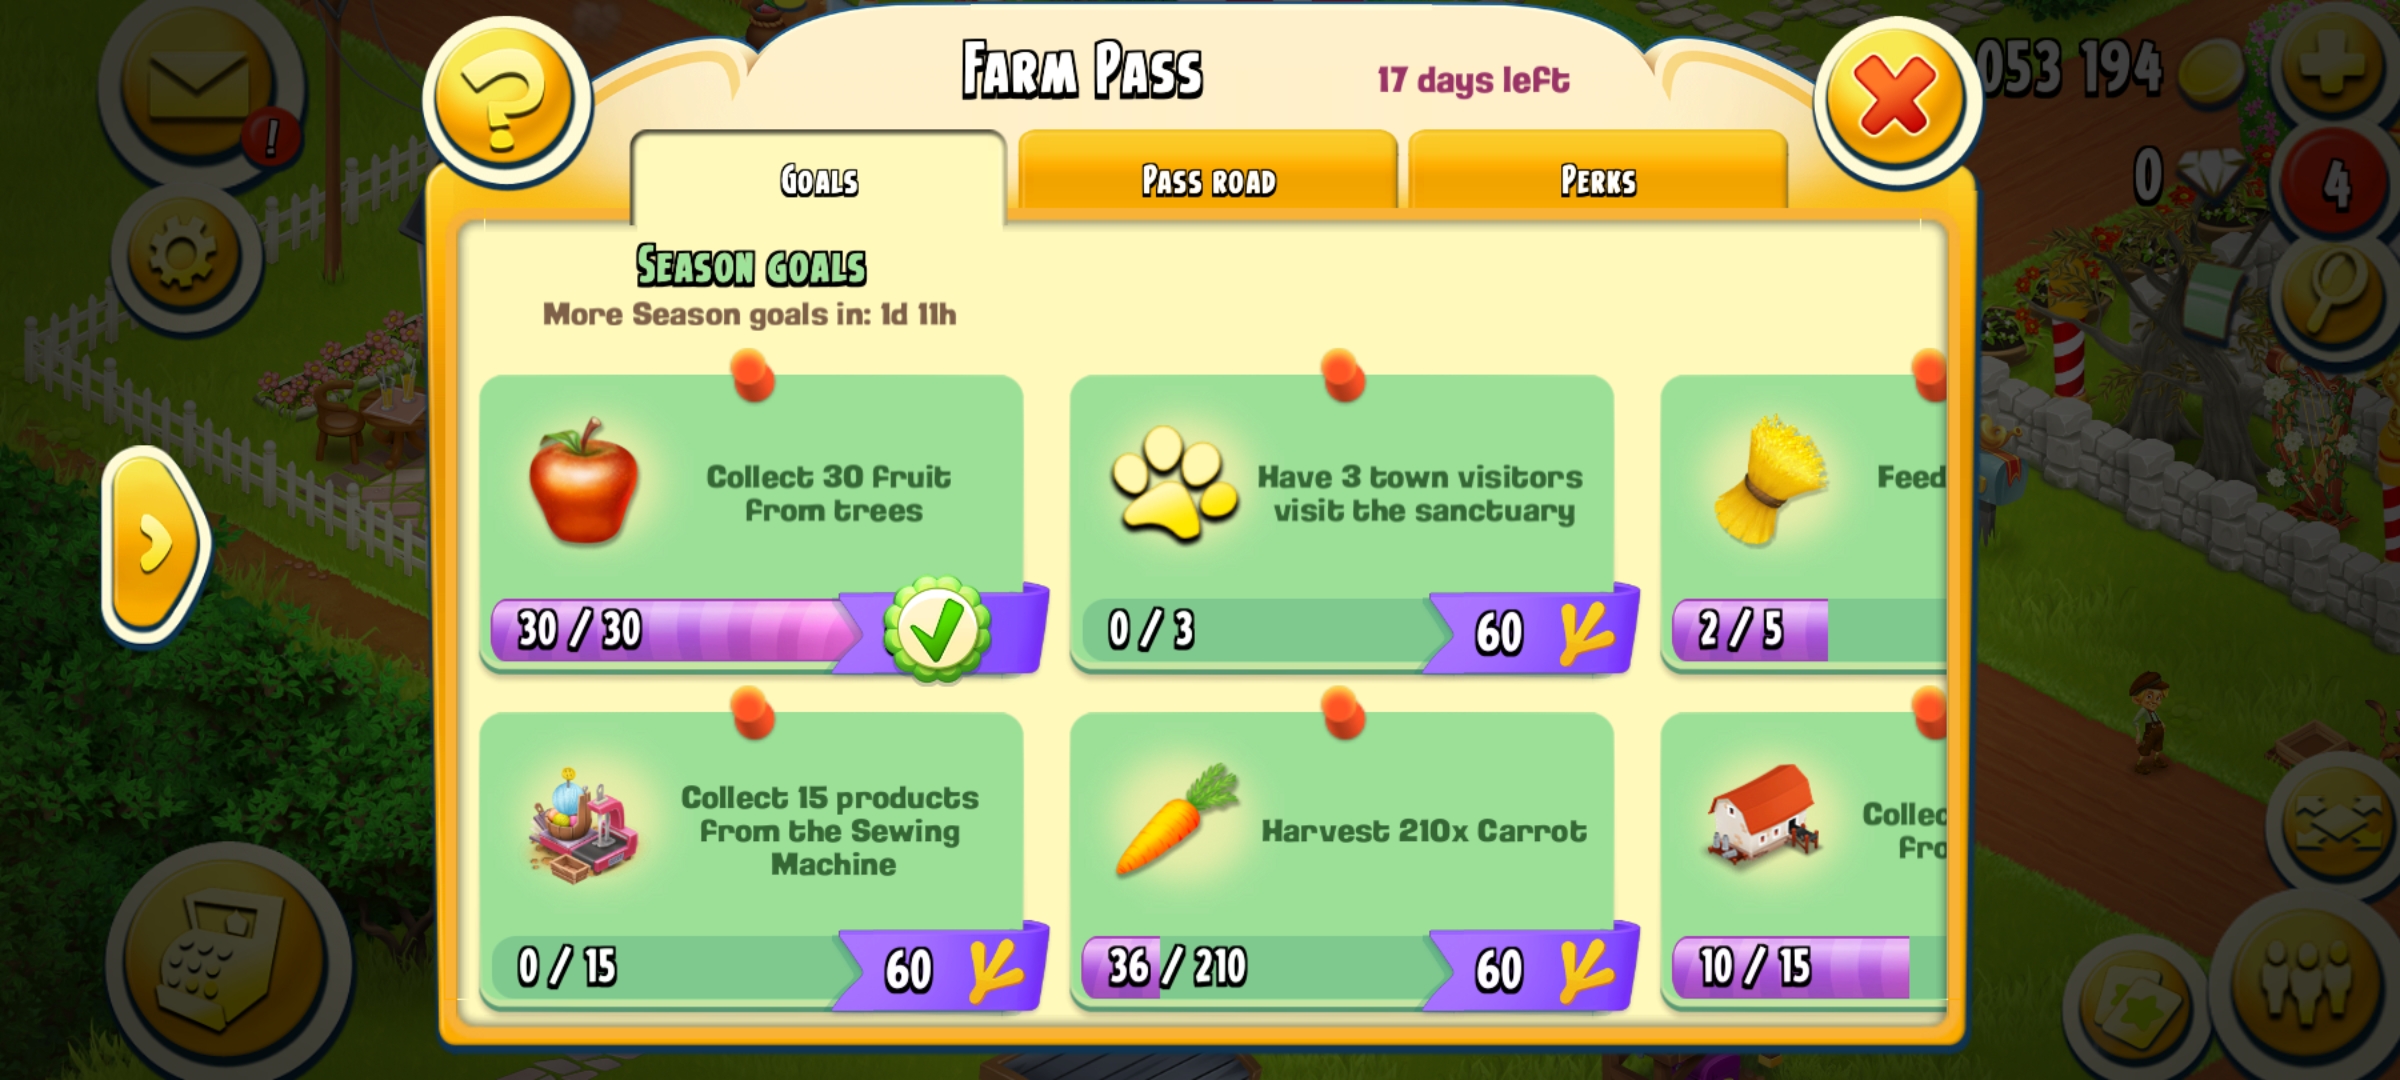 FARM PASS
17 days left
053 194
0
4
!
GOALS
PASS ROAD
PERKS
SEASON GOALS
More Season goals in: 1d 11h
Collect 30 fruit
from trees
30 / 30
Have 3 town visitors
visit the sanctuary
0 / 3
60
Feed
2 / 5
Collect 15 products
from the Sewing
Machine
0 / 15
60
Harvest 210x Carrot
36 / 210
60
Collec
fro
10 / 15